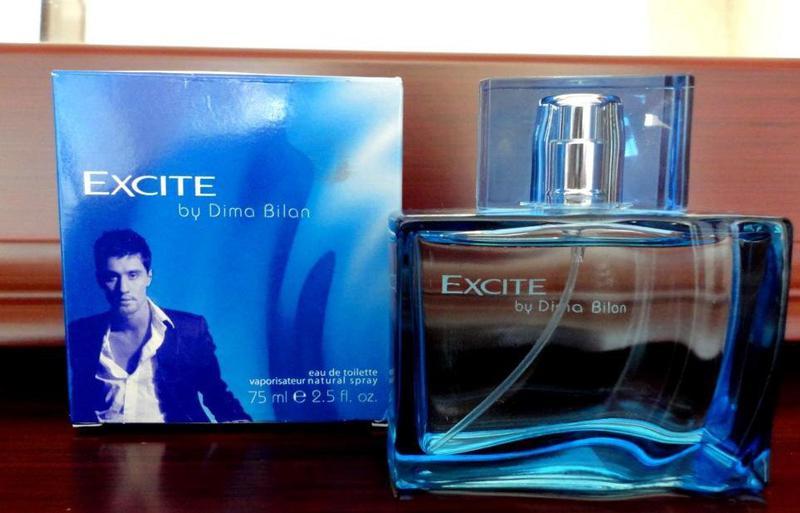 EXCITE
by Dima Bilan
eau de toilette
vaporisateur natural spray
75 ml e 2.5 fl. oz.
EXCITE
by Dima Bilan